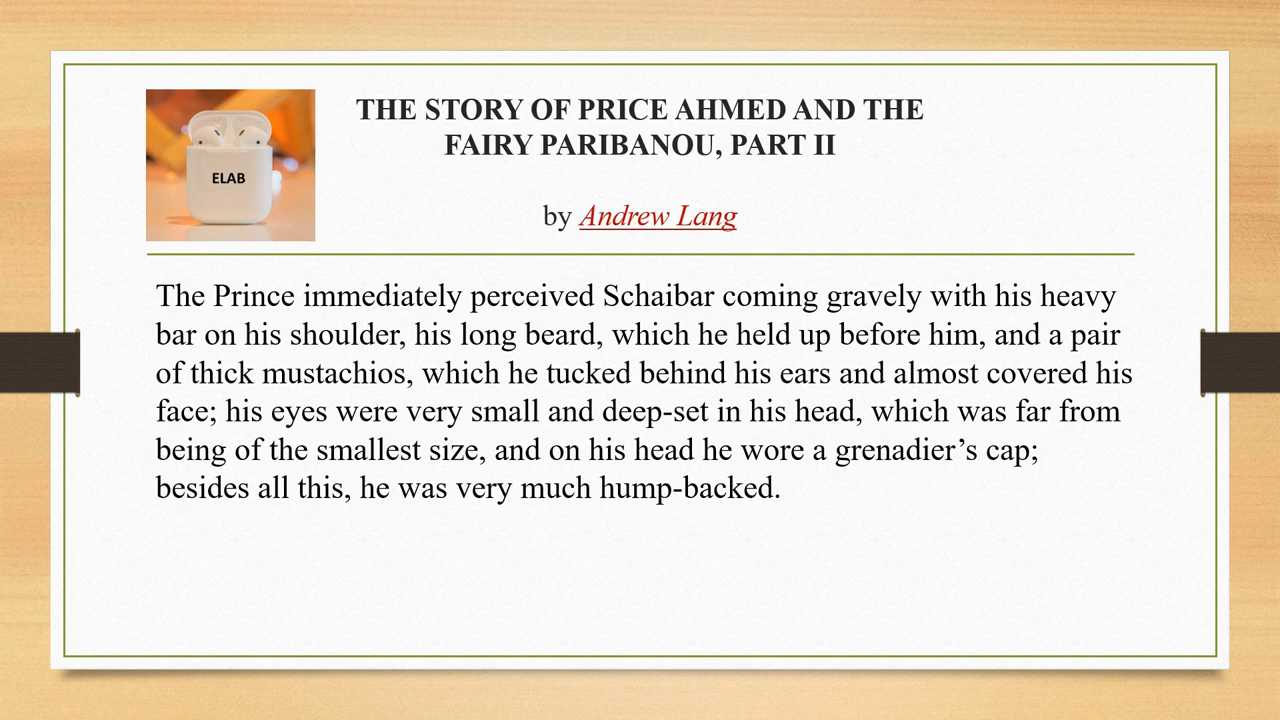 ELAB
THE STORY OF PRICE AHMED AND THE
FAIRY PARIBANOU, PART II
by Andrew Lang
The Prince immediately perceived Schaibar coming gravely with his heavy
bar on his shoulder, his long beard, which he held up before him, and a pair
of thick mustachios, which he tucked behind his ears and almost covered his
face; his eyes were very small and deep-set in his head, which was far from
being of the smallest size, and on his head he wore a grenadier’s cap;
besides all this, he was very much hump-backed.